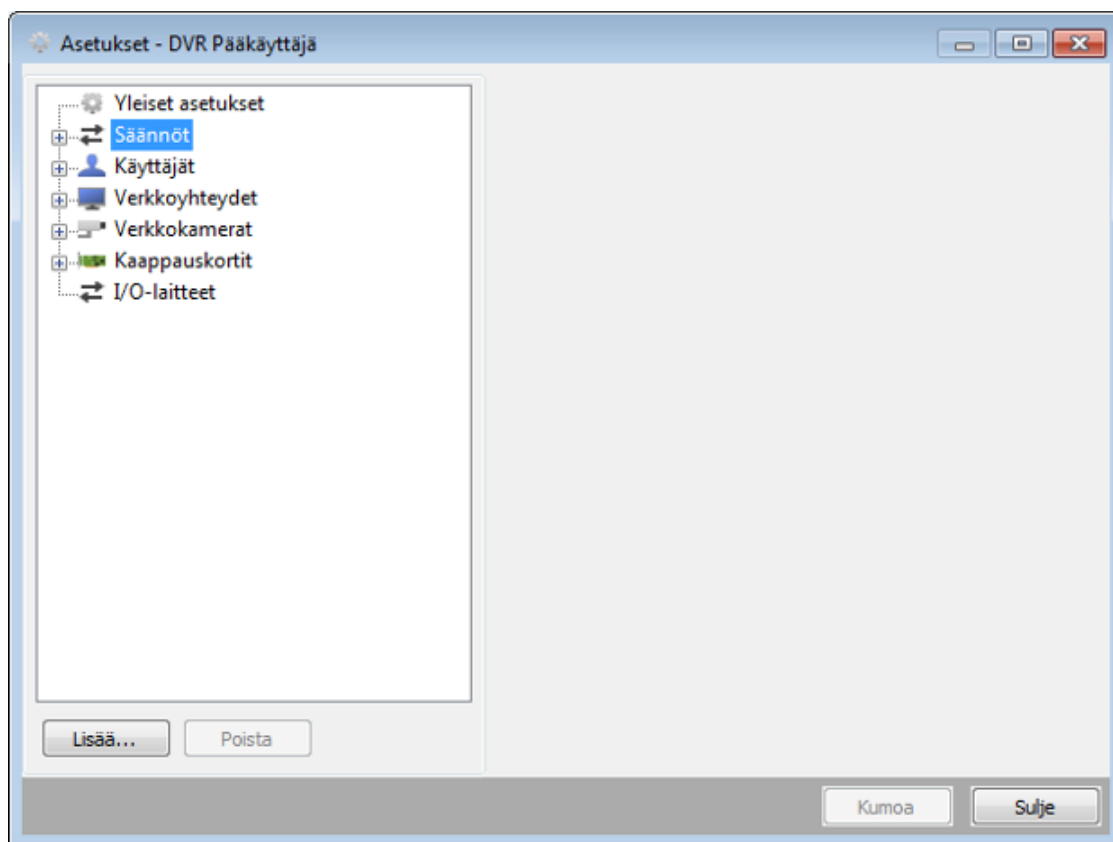 Asetukset - DVR Pääkäyttäjä
Yleiset asetukset
Säännöt
Käyttäjät
Verkkoyhteydet
Verkkokamerat
Kaappauskortit
I/O-laitteet
Lisää...
Poista
Kumoa
Sulje